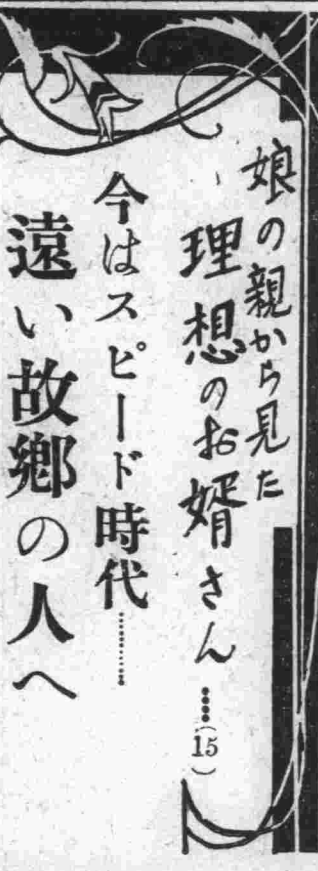 娘の親から見た
理想のお婿さん……(15)
今はスピード時代………
遠い故郷の人へ